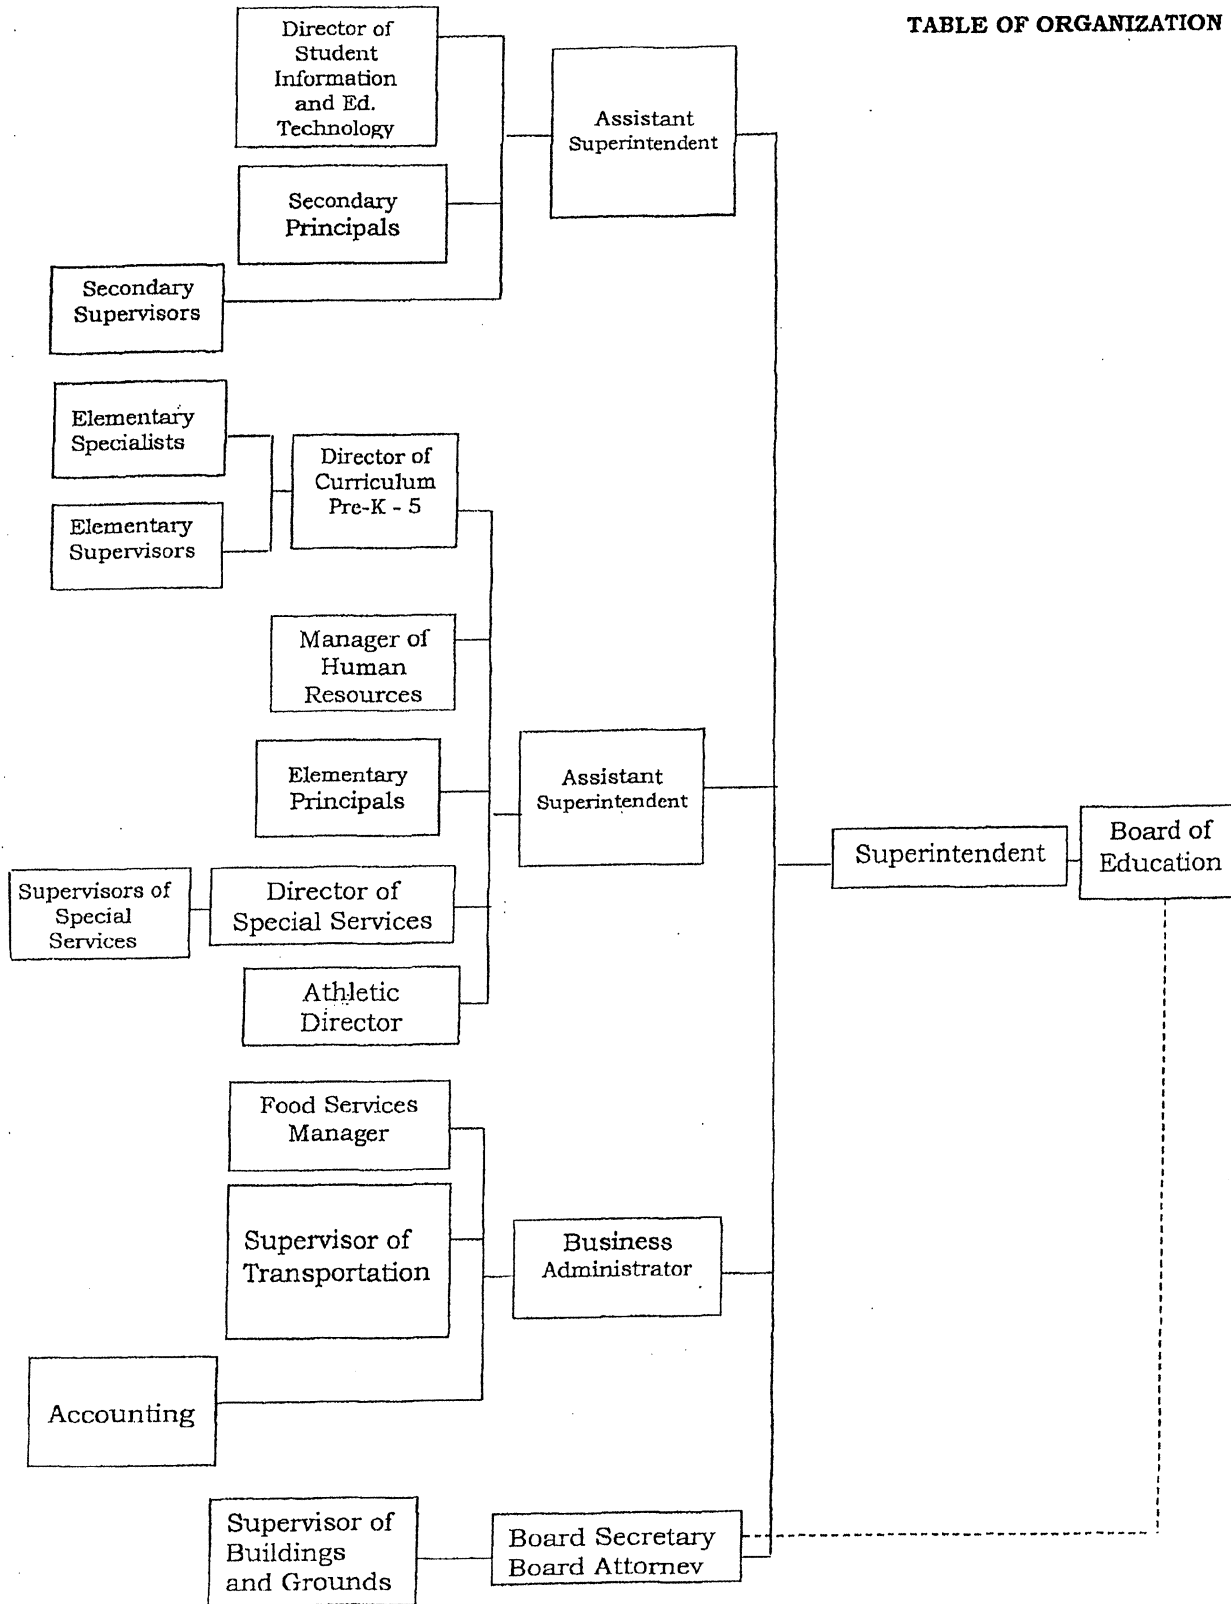 TABLE OF ORGANIZATION
Director of
Student
Information
and Ed.
Technology
Assistant
Superintendent
Secondary
Principals
Secondary
Supervisors
Elementary
Specialists
Director of
Curriculum
Pre-K - 5
Elementary
Supervisors
Manager of
Human
Resources
Elementary
Principals
Assistant
Superintendent
Superintendent
Board of
Education
Supervisors of
Special
Services
Director of
Special Services
Athletic
Director
Food Services
Manager
Supervisor of
Transportation
Business
Administrator
Accounting
Supervisor of
Buildings
and Grounds
Board Secretary
Board Attorney